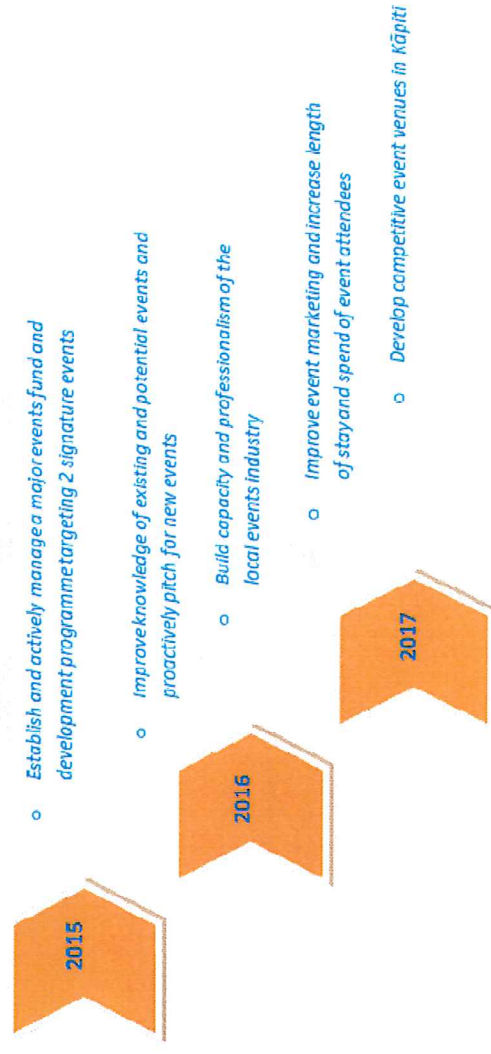 Establish and actively manage a major events fund and
development programme targeting 2 signature events
Improve knowledge of existing and potential events and
proactively pitch for new events
Build capacity and professionalism of the
local events industry
Improve event marketing and increase length
of stay and spend of event attendees
Develop competitive event venues in Kāpiti
2015
2016
2017